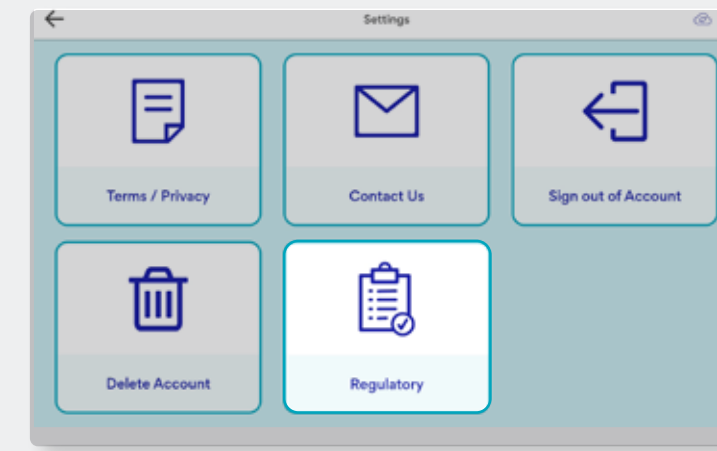 Settings
Terms / Privacy
Contact Us
Sign out of Account
Delete Account
Regulatory